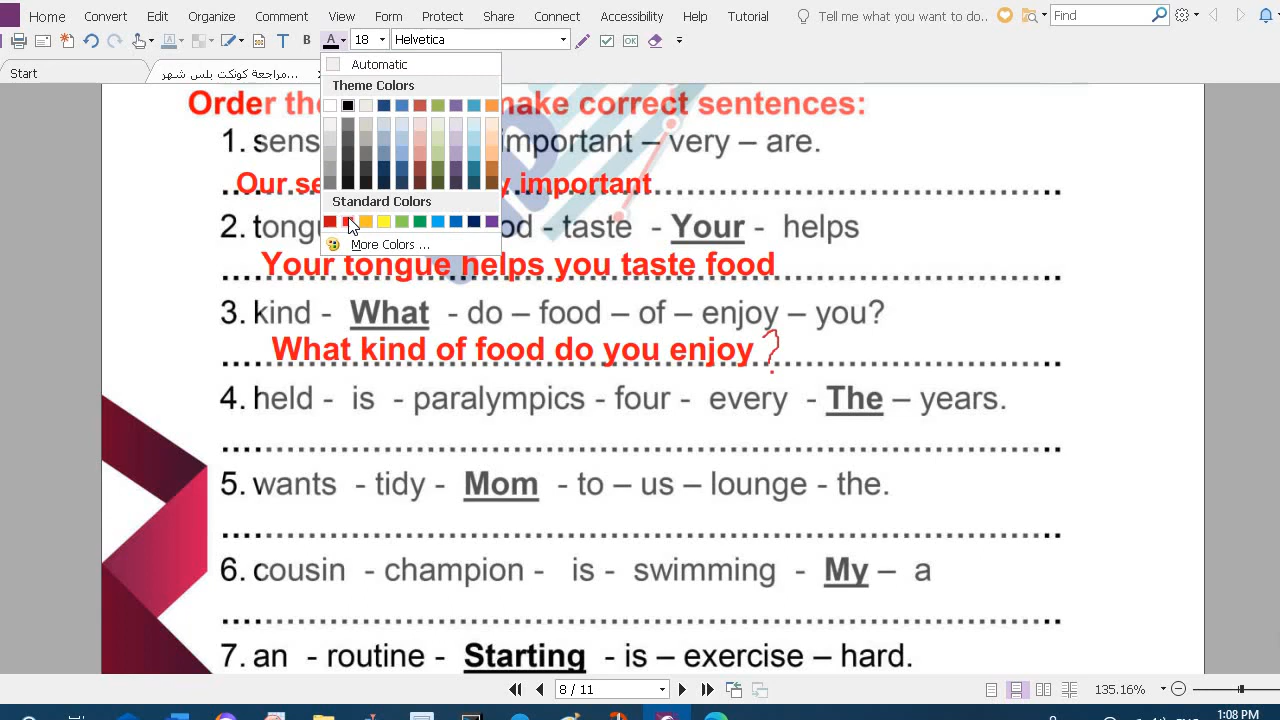 Convert Edit Organize Comment View Form Protect Share Connect Accessibility Help Tutorial Tell me what you want to do.. Find
B A 18 Helvetica
Start مراجعة كونكت بلس شهر...
Automatic
Theme Colors
Standard Colors
More Colors ...
Order the make correct sentences:
1. sens important – very – are.
Our se y important
2. tongu od - taste - Your - helps
Your tongue helps you taste food
3. kind - What - do – food – of – enjoy – you?
What kind of food do you enjoy ?
4. held - is - paralympics - four - every - The – years.
5. wants - tidy - Mom - to – us – lounge - the.
6. cousin - champion - is - swimming - My – a
7. an - routine - Starting - is – exercise – hard.
8 / 11 135.16%
1:08 PM